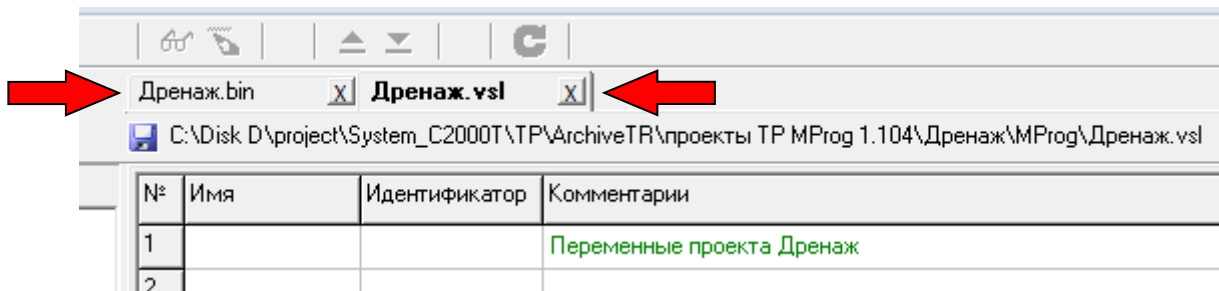 Дренаж.bin X Дренаж.vsl X
C:\Disk D\project\System_C2000T\TP\ArchiveTR\проекты ТР MProg 1.104\Дренаж\MProg\Дренаж.vsl
№ Имя Идентификатор Комментарии
1 Переменные проекта Дренаж
2